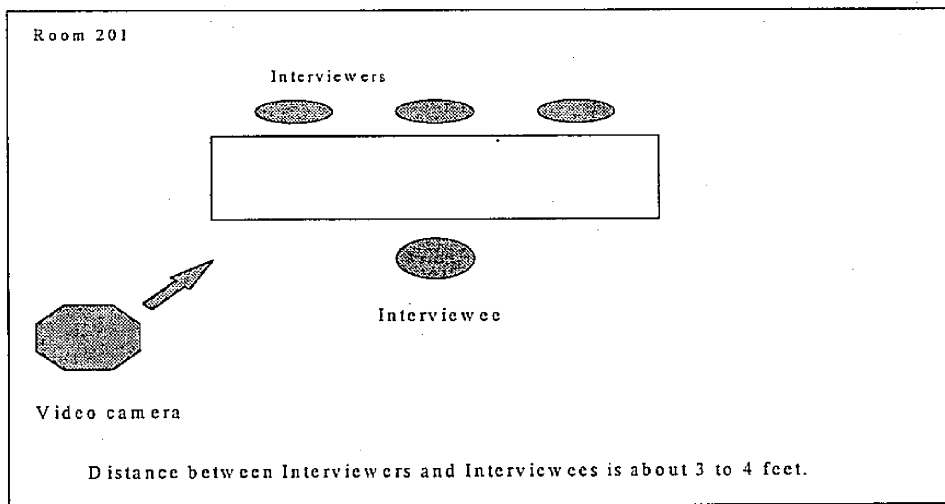 Room 201
Interviewers
Interviewee
Video camera
Distance between Interviewers and Interviewees is about 3 to 4 feet.